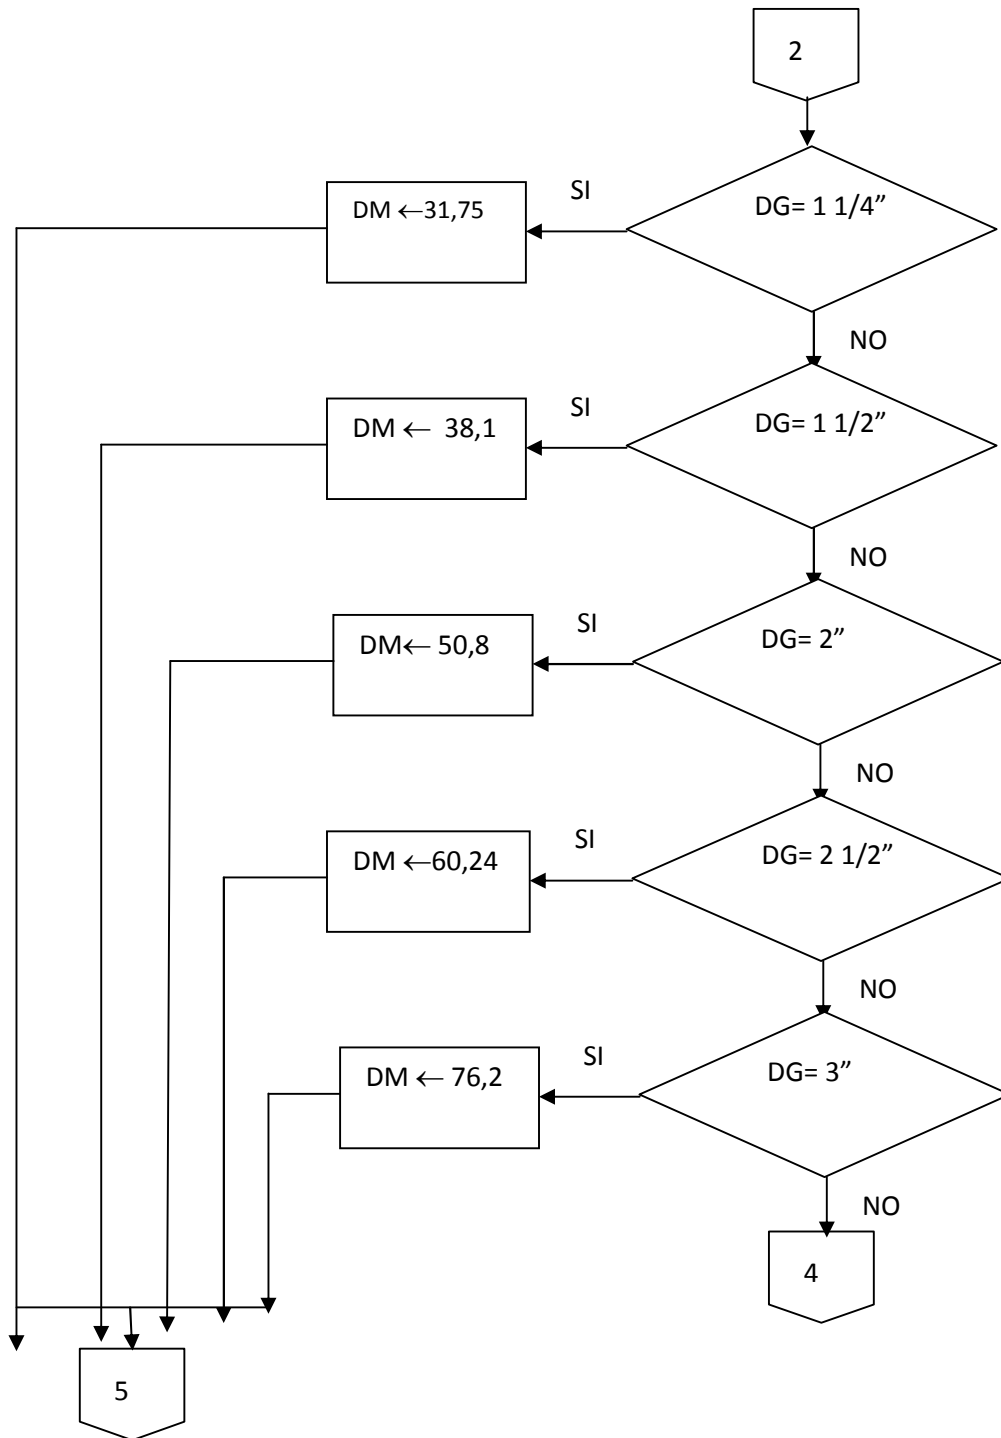 2
DG= 1 1/4”
SI
DM ←31,75
NO
DG= 1 1/2”
SI
DM ← 38,1
NO
DG= 2”
SI
DM← 50,8
NO
DG= 2 1/2”
SI
DM ←60,24
NO
DG= 3”
SI
DM ← 76,2
NO
4
5